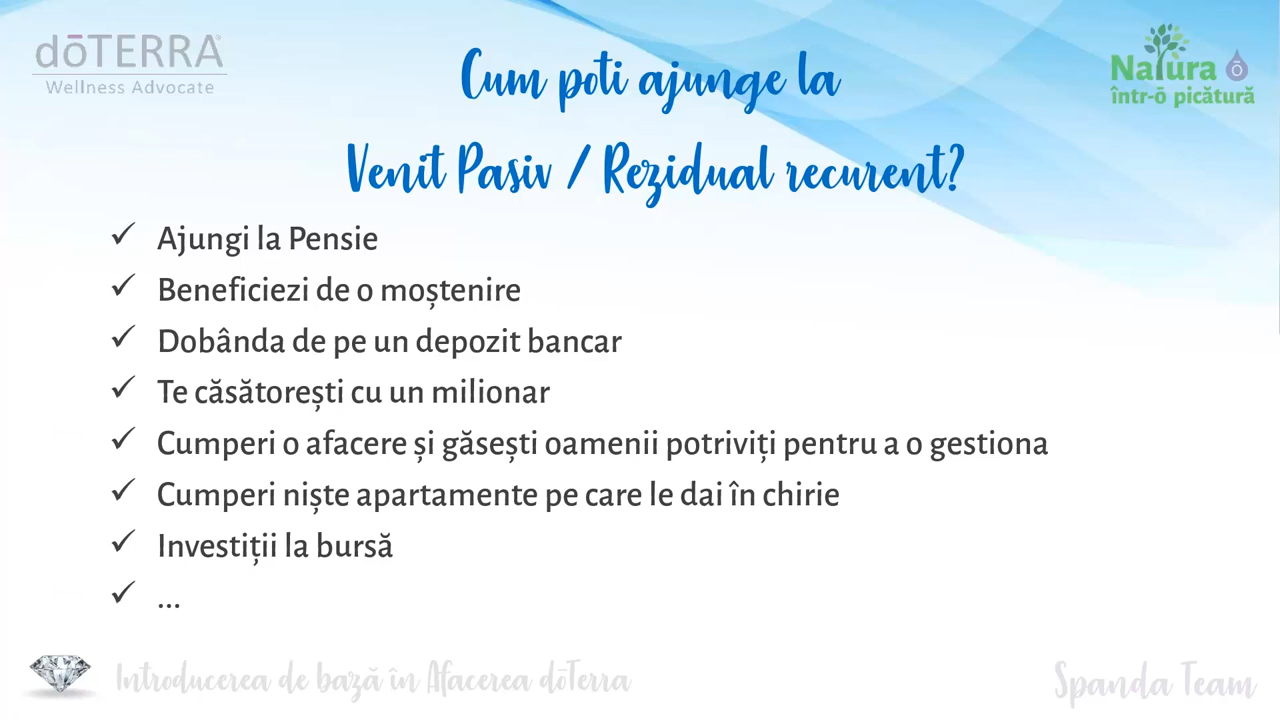 dōTERRA
Wellness Advocate
Natura
într-ō picătură
Cum poti ajunge la
Venit Pasiv / Rezidual recurent?
✓ Ajungi la Pensie
✓ Beneficiezi de o moștenire
✓ Dobânda de pe un depozit bancar
✓ Te căsătorești cu un milionar
✓ Cumperi o afacere și găsești oamenii potriviți pentru a o gestiona
✓ Cumperi niște apartamente pe care le dai în chirie
✓ Investiții la bursă
✓ ...
Introducerea de bază în Afacerea dōTerra
Spanda Team